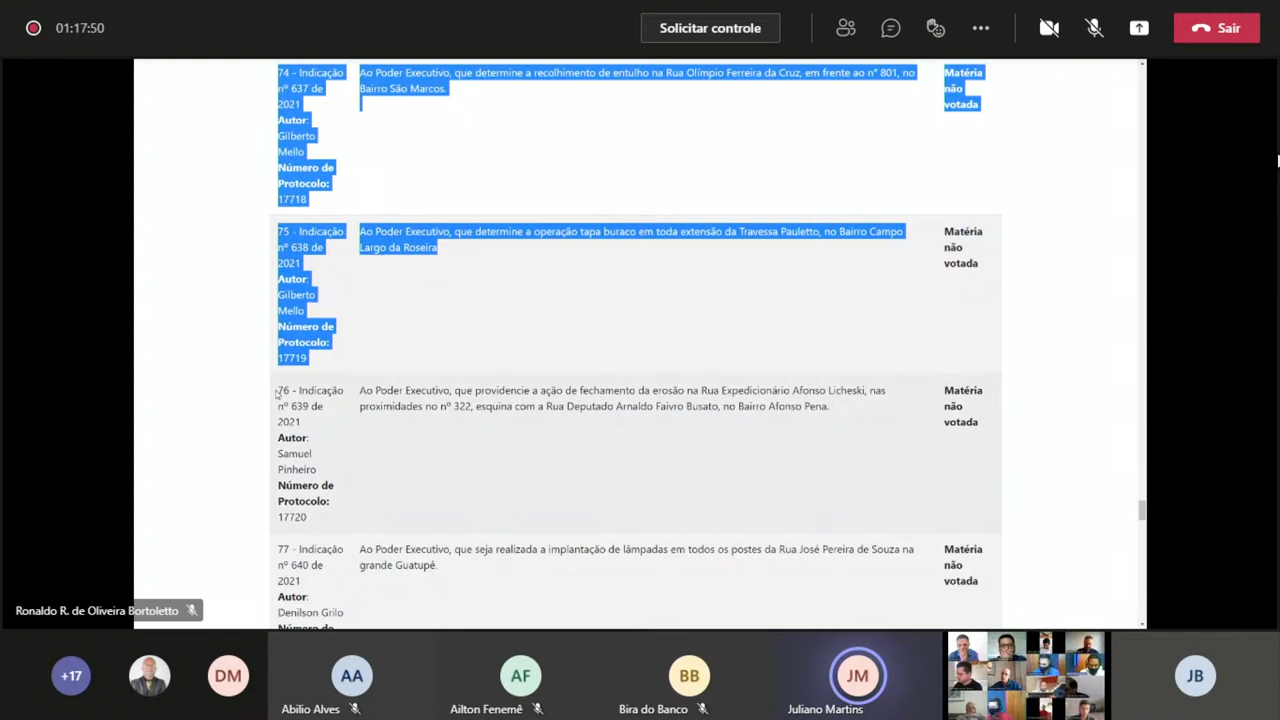 01:17:50
Solicitar controle
Sair
74 - Indicação
nº 637 de
2021
Autor:
Gilberto
Mello
Número de
Protocolo:
17718
Ao Poder Executivo, que determine a recolhimento de entulho na Rua Olímpio Ferreira da Cruz, em frente ao n° 801, no
Bairro São Marcos.
Matéria
não
votada
75 - Indicação
nº 638 de
2021
Autor:
Gilberto
Mello
Número de
Protocolo:
17719
Ao Poder Executivo, que determine a operação tapa buraco em toda extensão da Travessa Pauletto, no Bairro Campo
Largo da Roseira
Matéria
não
votada
76 - Indicação
nº 639 de
2021
Autor:
Samuel
Pinheiro
Número de
Protocolo:
17720
Ao Poder Executivo, que providencie a ação de fechamento da erosão na Rua Expedicionário Afonso Licheski, nas
proximidades no nº 322, esquina com a Rua Deputado Arnaldo Faivro Busato, no Bairro Afonso Pena.
Matéria
não
votada
77 - Indicação
nº 640 de
2021
Autor:
Denilson Grilo
Número de
Ao Poder Executivo, que seja realizada a implantação de lâmpadas em todos os postes da Rua José Pereira de Souza na
grande Guatupê.
Matéria
não
votada
Ronaldo R. de Oliveira Bortoletto
+17
DM
AA
Abilio Alves
AF
Ailton Fenemê
BB
Bira do Banco
JM
Juliano Martins
JB